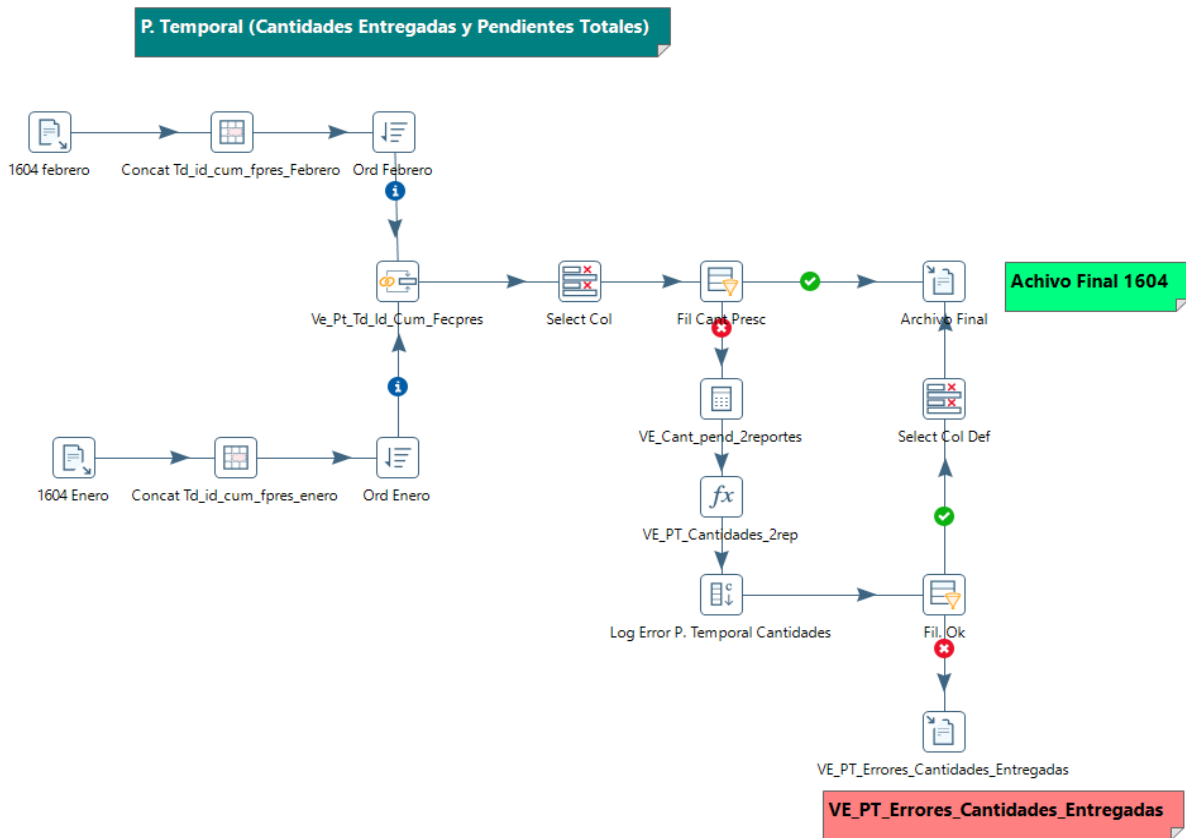 P. Temporal (Cantidades Entregadas y Pendientes Totales)
1604 febrero
Concat Td_id_cum_fpres_Febrero
Ord Febrero
Ve_Pt_Td_Id_Cum_Fecpres
Select Col
Fil Cant Presc
Archivo Final
Achivo Final 1604
VE_Cant_pend_2reportes
Select Col Def
1604 Enero
Concat Td_id_cum_fpres_enero
Ord Enero
fx
VE_PT_Cantidades_2rep
C
Log Error P. Temporal Cantidades
Fil. Ok
VE_PT_Errores_Cantidades_Entregadas
VE_PT_Errores_Cantidades_Entregadas